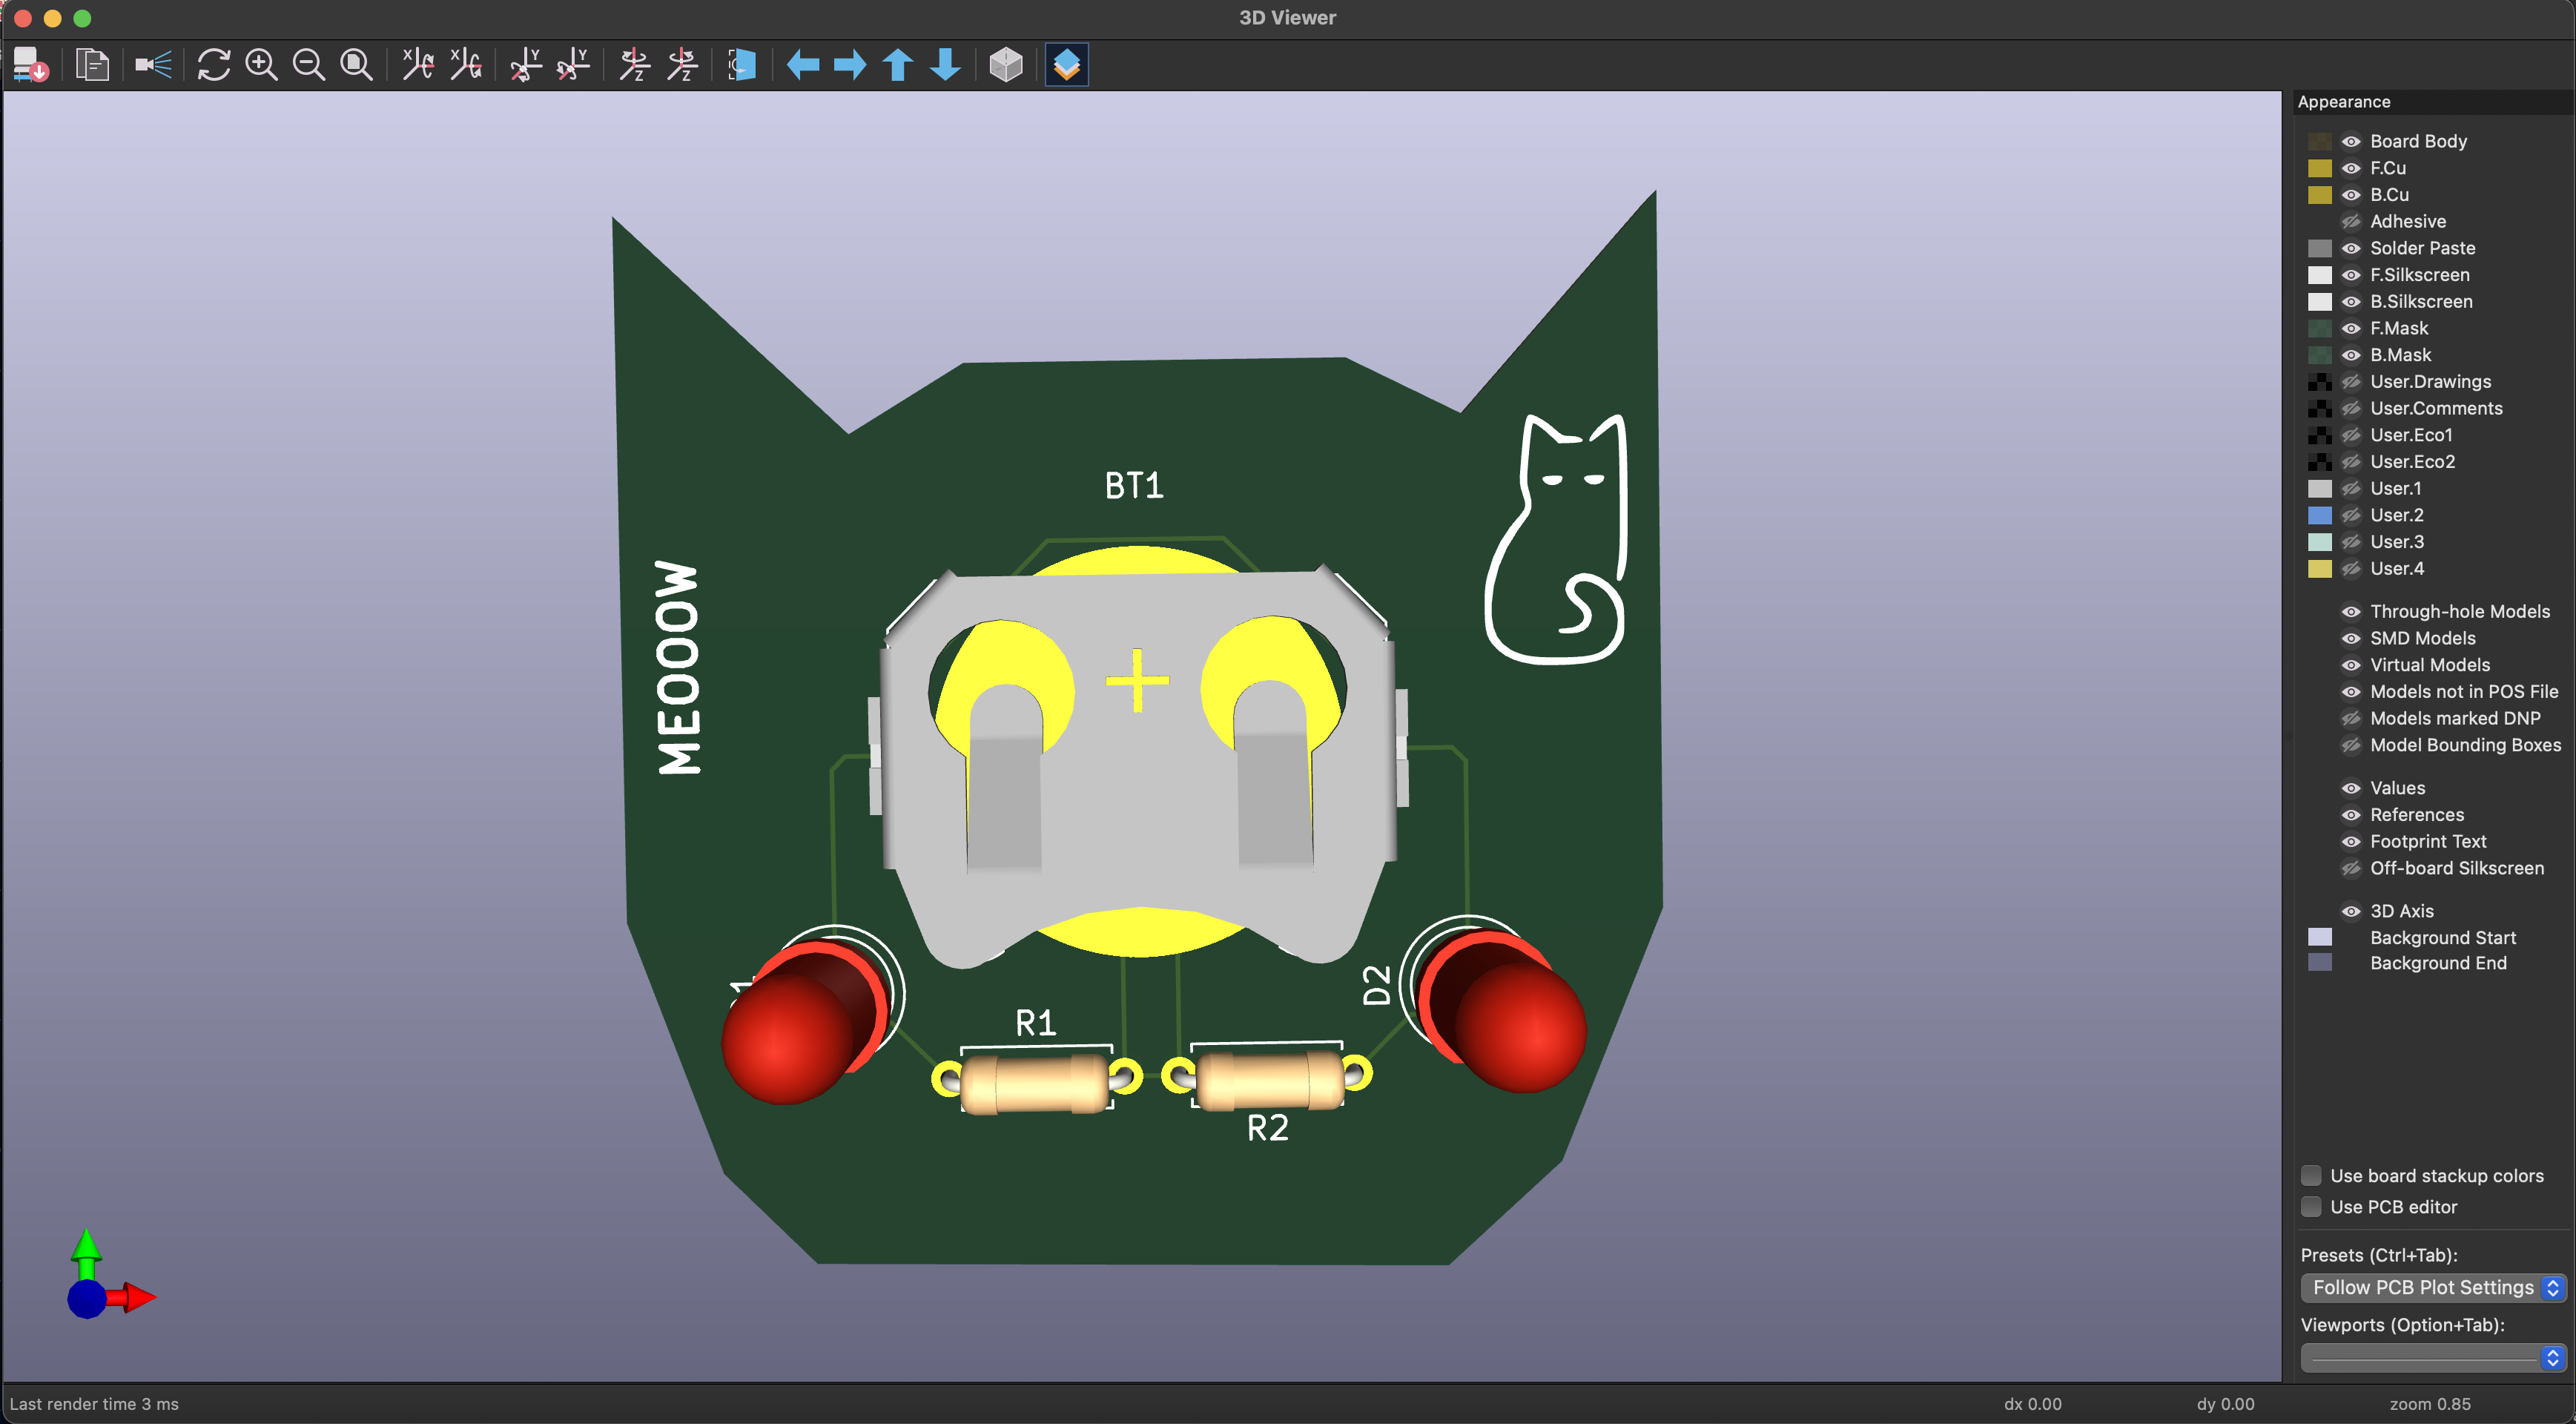 3D Viewer
X
X
Y
Y
Z
Z
Appearance
Board Body
F.Cu
B.Cu
Adhesive
Solder Paste
F.Silkscreen
B.Silkscreen
F.Mask
B.Mask
User.Drawings
User.Comments
User.Eco1
User.Eco2
User.1
User.2
User.3
User.4
Through-hole Models
SMD Models
Virtual Models
Models not in POS File
Models marked DNP
Model Bounding Boxes
Values
References
Footprint Text
Off-board Silkscreen
3D Axis
Background Start
Background End
Use board stackup colors
Use PCB editor
Presets (Ctrl+Tab):
Follow PCB Plot Settings
Viewports (Option+Tab):
BT1
MEOOOW
+
D2
R1
R2
Last render time 3 ms
dx 0.00
dy 0.00
zoom 0.85